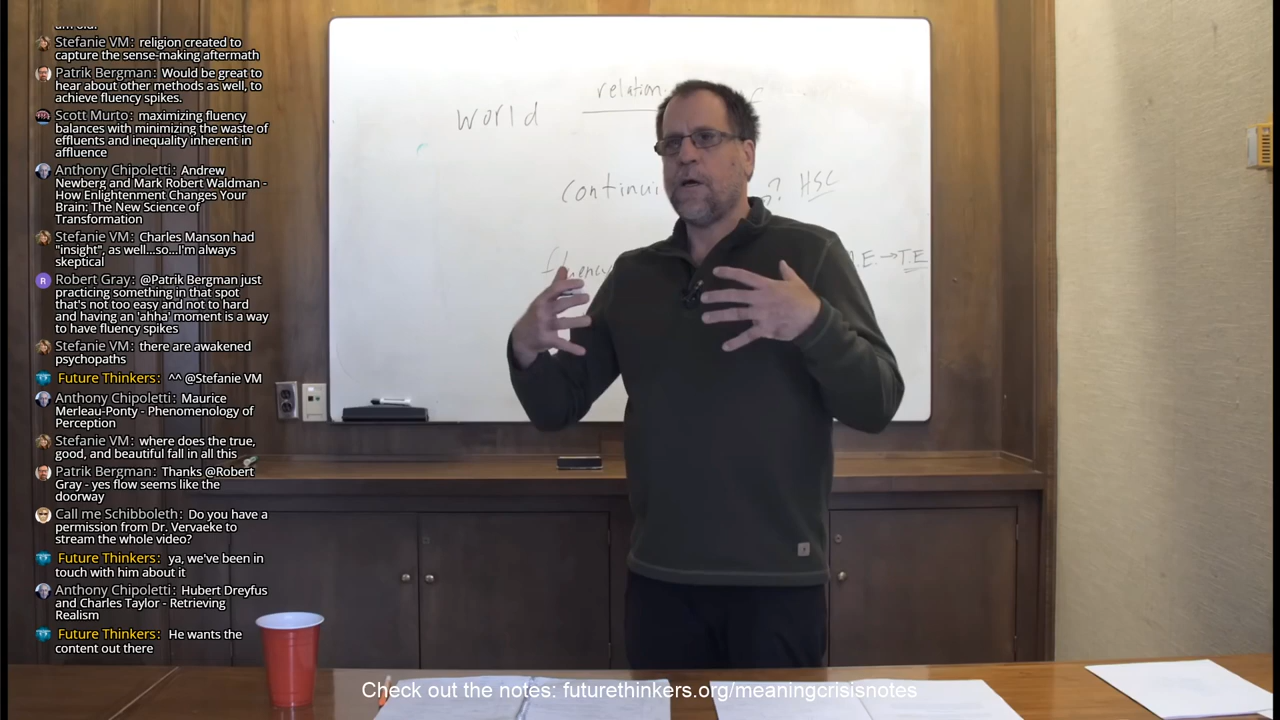 Stefanie VM: religion created to
capture the sense-making aftermath
Patrik Bergman: Would be great to
hear about other methods as well, to
achieve fluency spikes.
Scott Murto: maximizing fluency
balances with minimizing the waste of
effluents and inequality inherent in
affluence
Anthony Chipoletti: Andrew
Newberg and Mark Robert Waldman -
How Enlightenment Changes Your
Brain: The New Science of
Transformation
Stefanie VM: Charles Manson had
"insight", as well...so...I'm always
skeptical
R
Robert Gray: @Patrik Bergman just
practicing something in that spot
that's not too easy and not to hard
and having an 'ahha' moment is a way
to have fluency spikes
Stefanie VM: there are awakened
psychopaths
Future Thinkers: ^^ @Stefanie VM
Anthony Chipoletti: Maurice
Merleau-Ponty - Phenomenology of
Perception
Stefanie VM: where does the true,
good, and beautiful fall in all this
Patrik Bergman: Thanks @Robert
Gray - yes flow seems like the
doorway
Call me Schibboleth: Do you have a
permission from Dr. Vervaeke to
stream the whole video?
Future Thinkers: ya, we've been in
touch with him about it
Anthony Chipoletti: Hubert Dreyfus
and Charles Taylor - Retrieving
Realism
Future Thinkers: He wants the
content out there
world relation
continui ? HSC
fluency .E. → T.E
Check out the notes: futurethinkers.org/meaningcrisisnotes